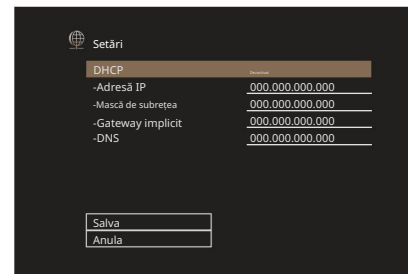 Setări
DHCP
-Adresă IP 000.000.000.000
-Mască de subrețea 000.000.000.000
-Gateway implicit 000.000.000.000
-DNS 000.000.000.000
Salva
Anula